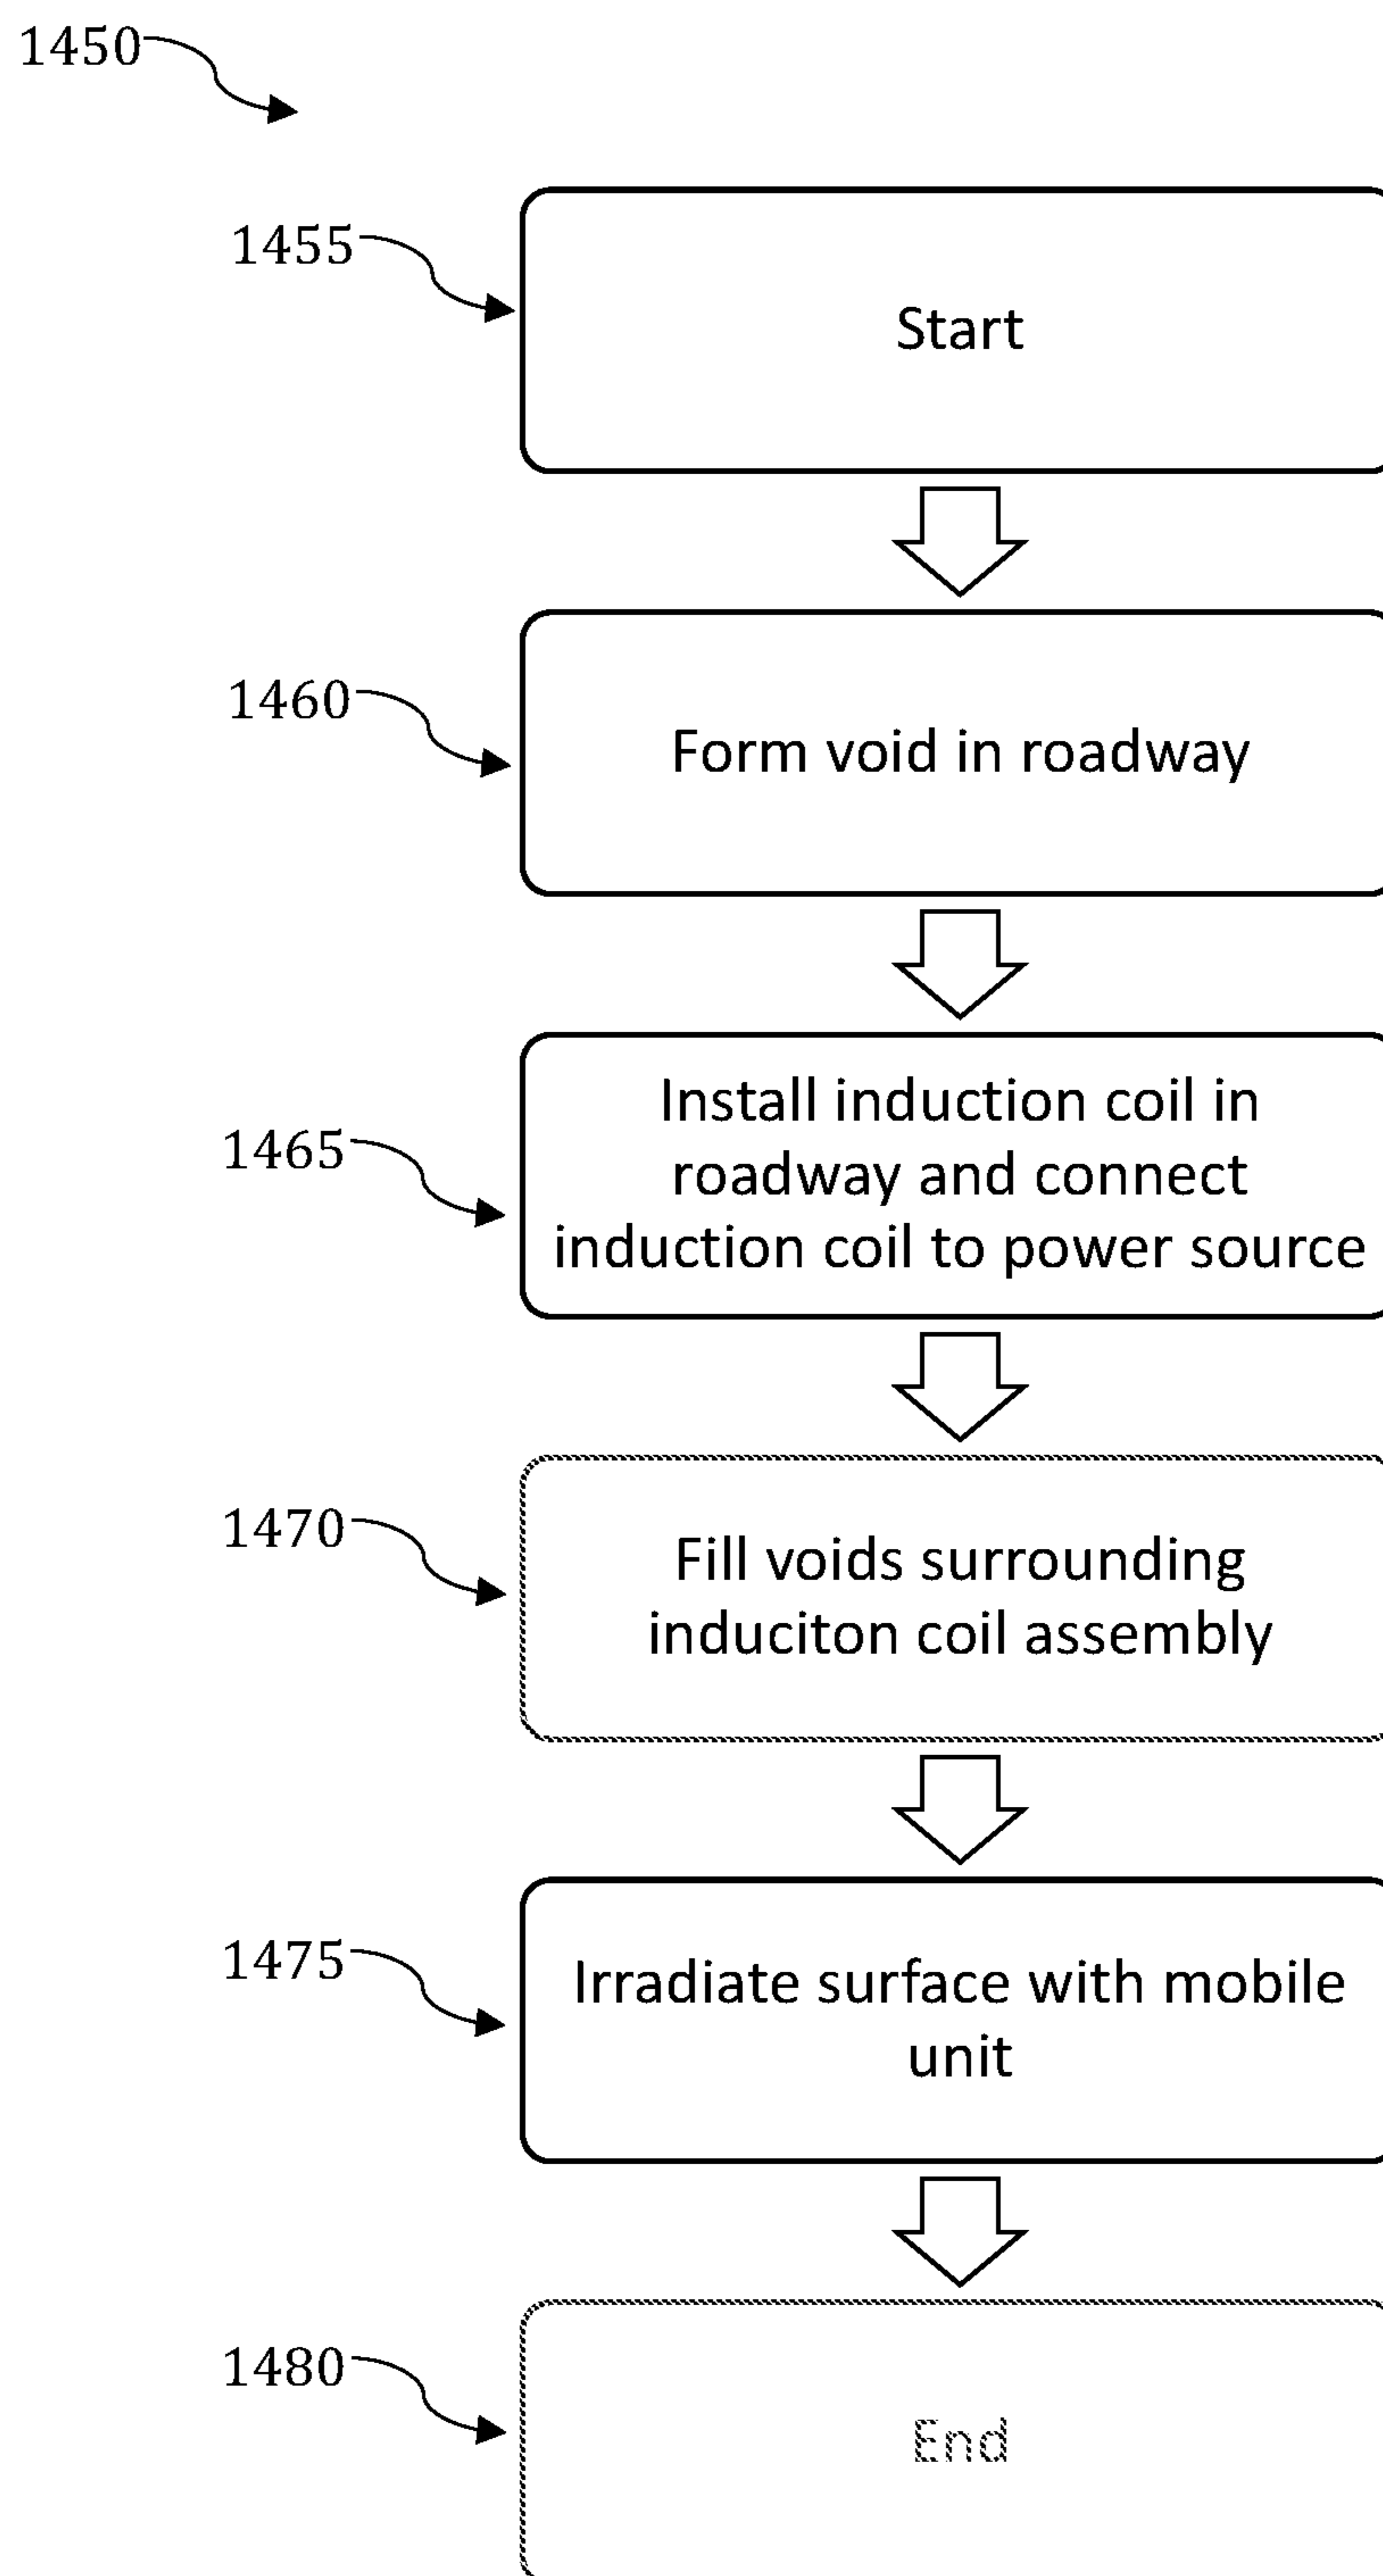 1450
1455
Start
1460
Form void in roadway
1465
Install induction coil in
roadway and connect
induction coil to power source
1470
Fill voids surrounding
induciton coil assembly
1475
Irradiate surface with mobile
unit
1480
End